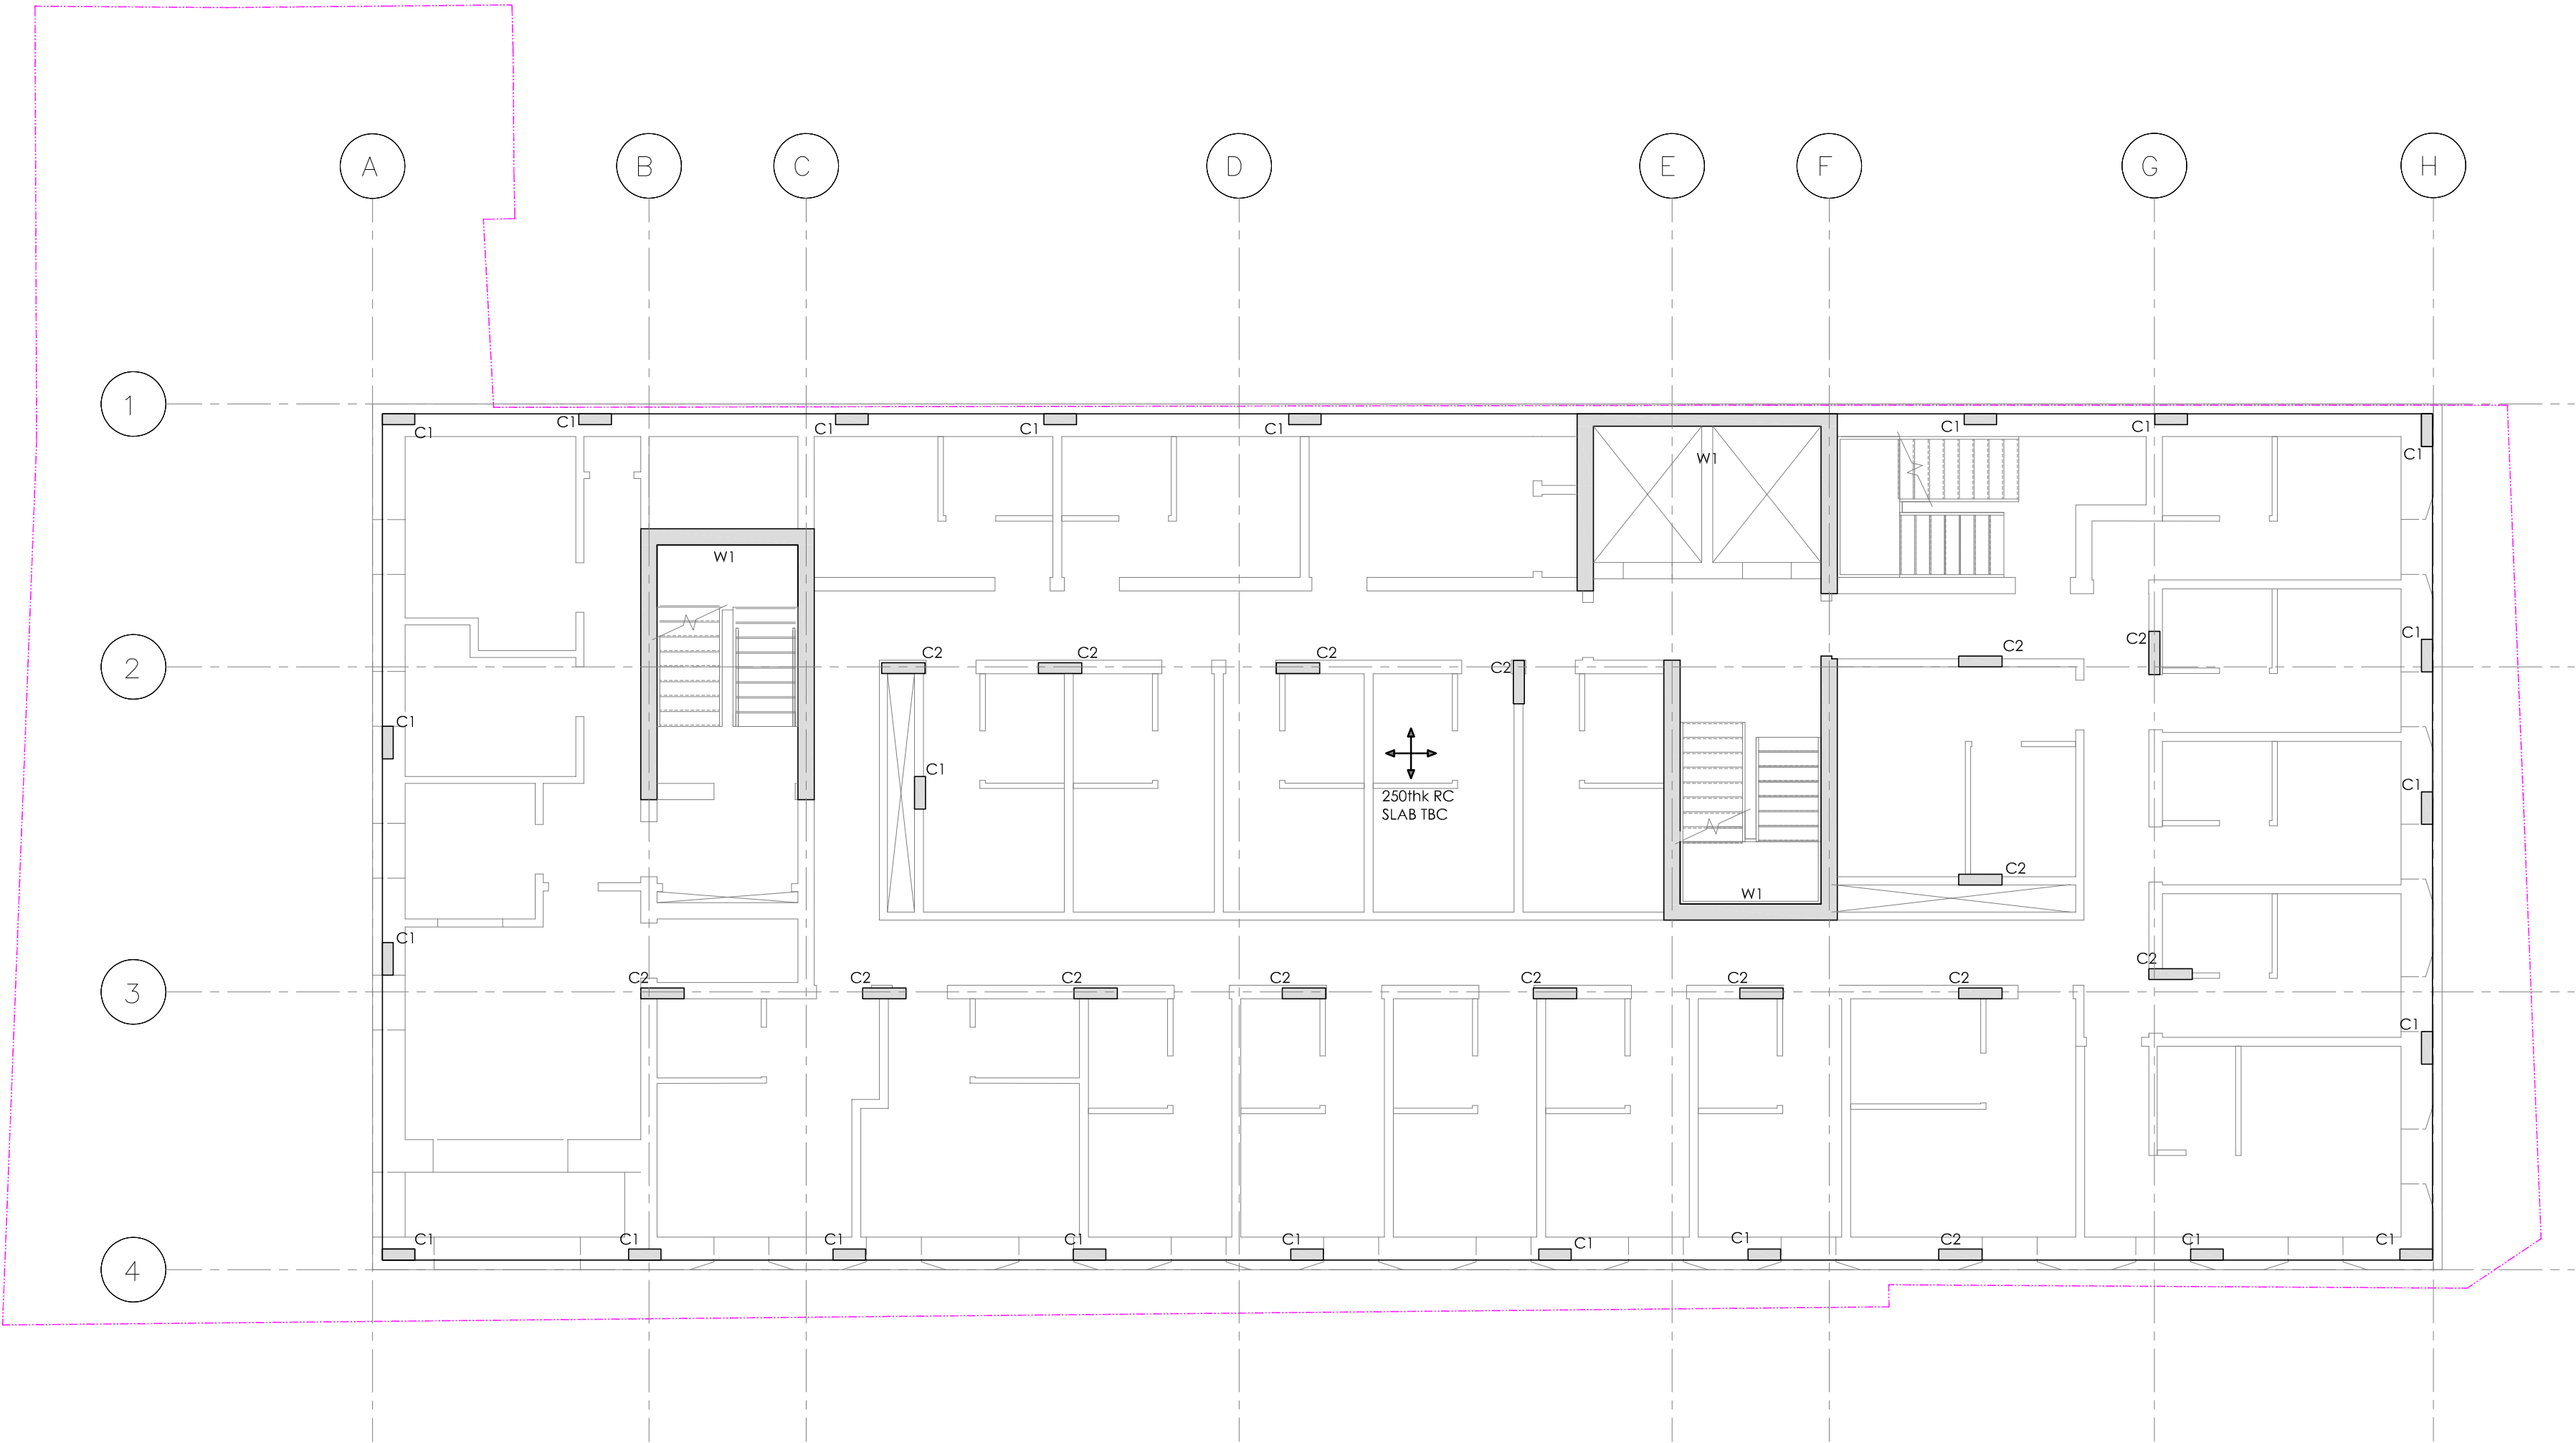 A B C D E F G H
1
C1 C1 C1 C1 C1 C1 C1
C1
W1
C1
W1
C1
2
C2 C2 C2 C2 C2 C2
C1
C1 C1
250thk RC
SLAB TBC
C2
W1
C1
C2
3
C2 C2 C2 C2 C2 C2 C2
C1
4
C1 C1 C1 C1 C1 C1 C1 C2 C1 C1